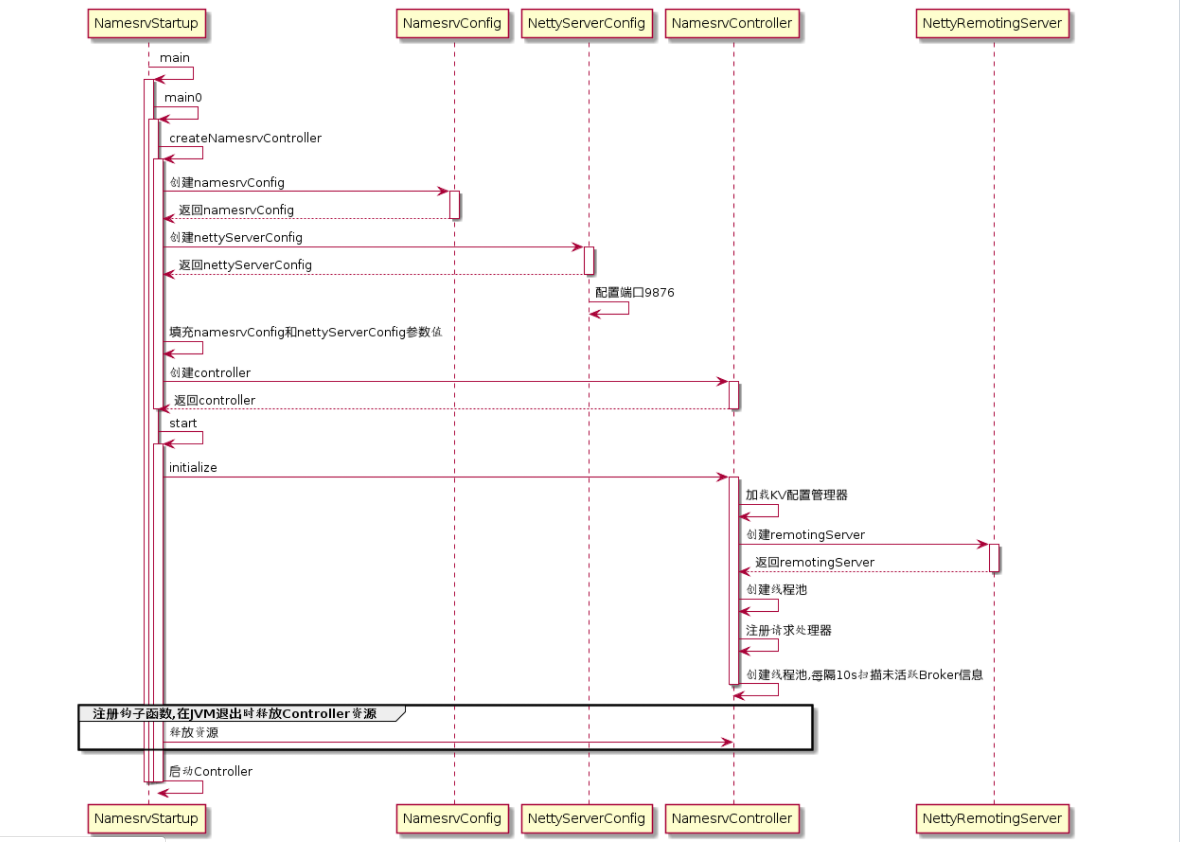 NamesrvStartup
NamesrvConfig
NettyServerConfig
NamesrvController
NettyRemotingServer
main
main0
createNamesrvController
创建namesrvConfig
返回namesrvConfig
创建nettyServerConfig
返回nettyServerConfig
配置端口9876
填充namesrvConfig和nettyServerConfig参数值
创建controller
返回controller
start
initialize
加载KV配置管理器
创建remotingServer
返回remotingServer
创建线程池
注册请求处理器
创建线程池,每隔10s扫描未活跃Broker信息
注册钩子函数,在JVM退出时释放Controller资源
释放资源
启动Controller
NamesrvStartup
NamesrvConfig
NettyServerConfig
NamesrvController
NettyRemotingServer